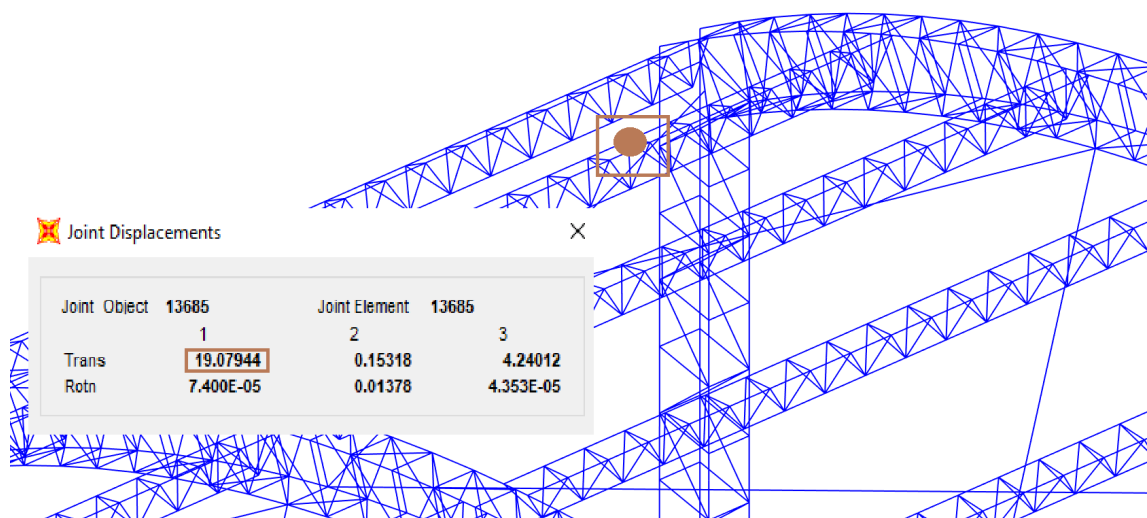 Joint Displacements
Joint Object 13685 Joint Element 13685
1 2 3
Trans 19.07944 0.15318 4.24012
Rotn 7.400E-05 0.01378 4.353E-05